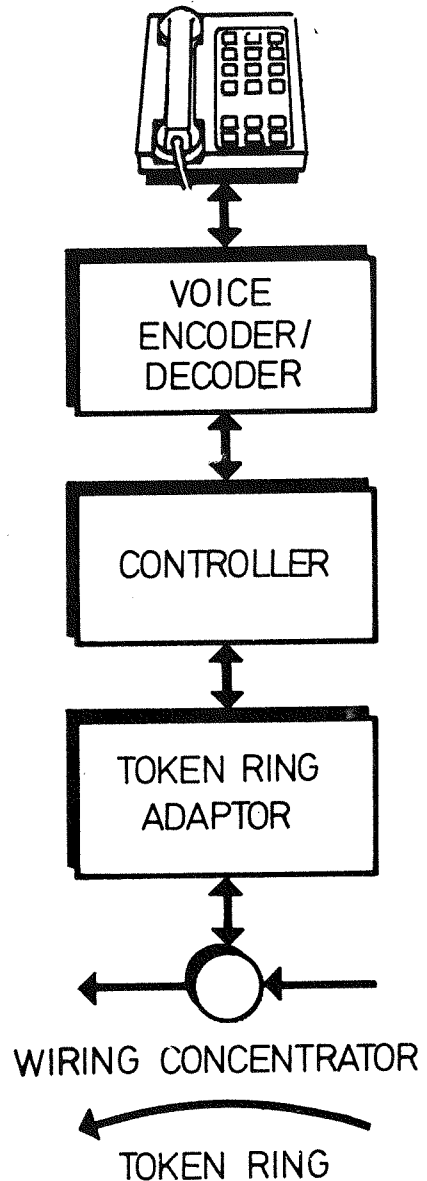 VOICE
ENCODER/
DECODER
CONTROLLER
TOKEN RING
ADAPTOR
WIRING CONCENTRATOR
TOKEN RING